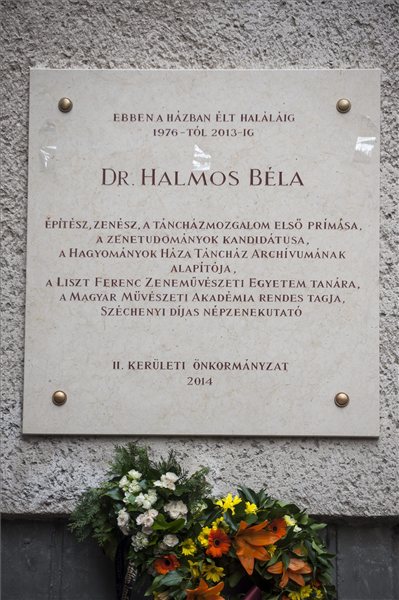 EBBEN A HÁZBAN ÉLT HALÁLÁIG
1976-TÓL 2013-IG
DR. HALMOS BÉLA
ÉPÍTÉSZ, ZENÉSZ, A TÁNCHÁZMOZGALOM ELSŐ PRÍMÁSA,
A ZENETUDOMÁNYOK KANDIDÁTUSA,
A HAGYOMÁNYOK HÁZA TÁNCHÁZ ARCHÍVUMÁNAK
ALAPÍTÓJA,
A LISZT FERENC ZENEMŰVÉSZETI EGYETEM TANÁRA,
A MAGYAR MŰVÉSZETI AKADÉMIA RENDES TAGJA,
SZÉCHENYI DÍJAS NÉPZENEKUTATÓ
II. KERÜLETI ÖNKORMÁNYZAT
2014